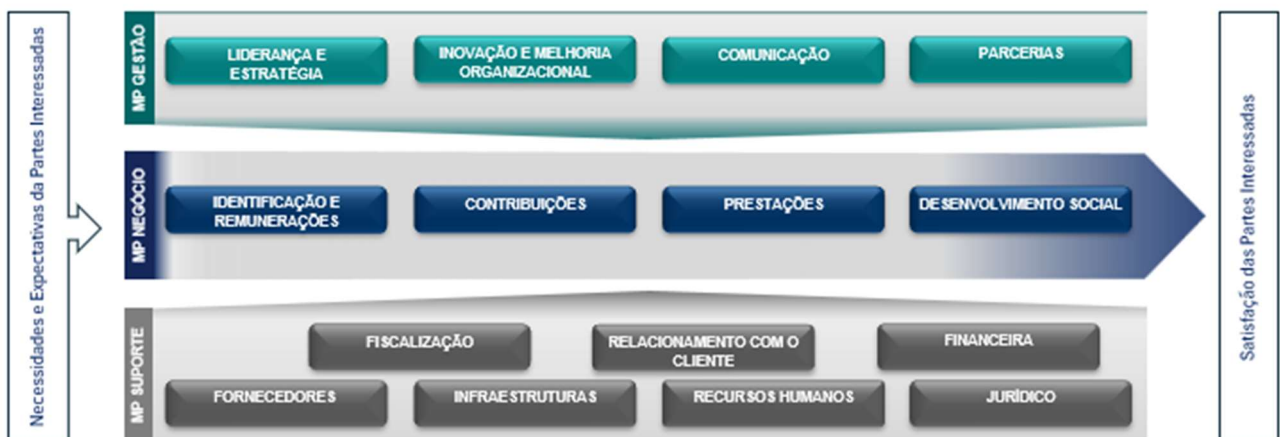 Necessidades e Expectativas da Partes Interessadas
MP GESTÃO
LIDERANÇA E
ESTRATÉGIA
INOVAÇÃO E MELHORIA
ORGANIZACIONAL
COMUNICAÇÃO
PARCERIAS
MP NEGÓCIO
IDENTIFICAÇÃO E
REMUNERAÇÕES
CONTRIBUIÇÕES
PRESTAÇÕES
DESENVOLVIMENTO SOCIAL
MP SUPORTE
FISCALIZAÇÃO
RELACIONAMENTO COM O
CLIENTE
FINANCEIRA
FORNECEDORES
INFRAESTRUTURAS
RECURSOS HUMANOS
JURÍDICO
Satisfação das Partes Interessadas